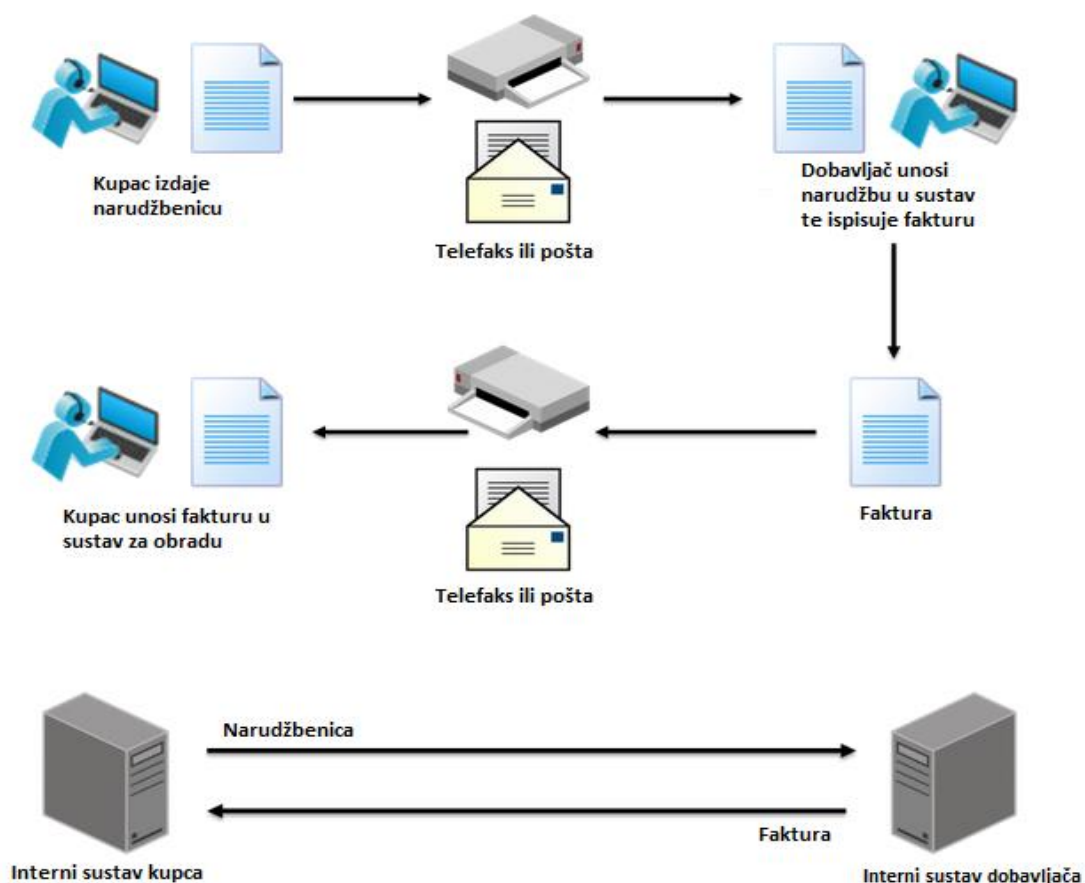 Kupac izdaje
narudžbenicu
Telefaks ili pošta
Dobavljač unosi
narudžbu u sustav
te ispisuje fakturu
Kupac unosi fakturu u
sustav za obradu
Telefaks ili pošta
Faktura
Narudžbenica
Faktura
Interni sustav kupca
Interni sustav dobavljača